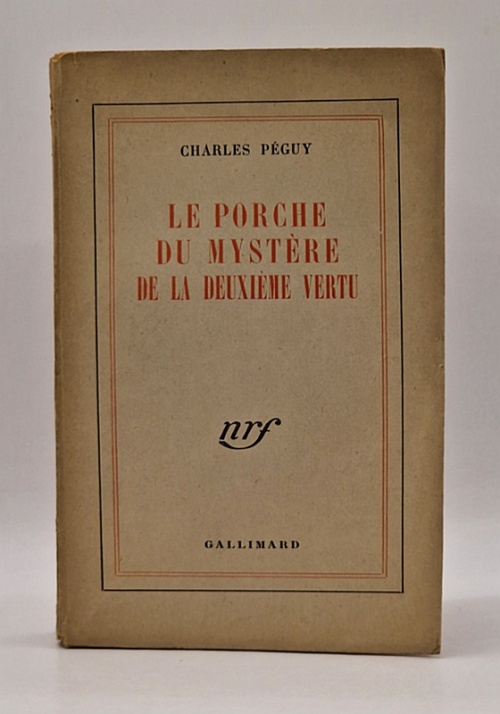 CHARLES PÉGUY
LE PORCHE
DU MYSTÈRE
DE LA DEUXIÈME VERTU
nrf
GALLIMARD